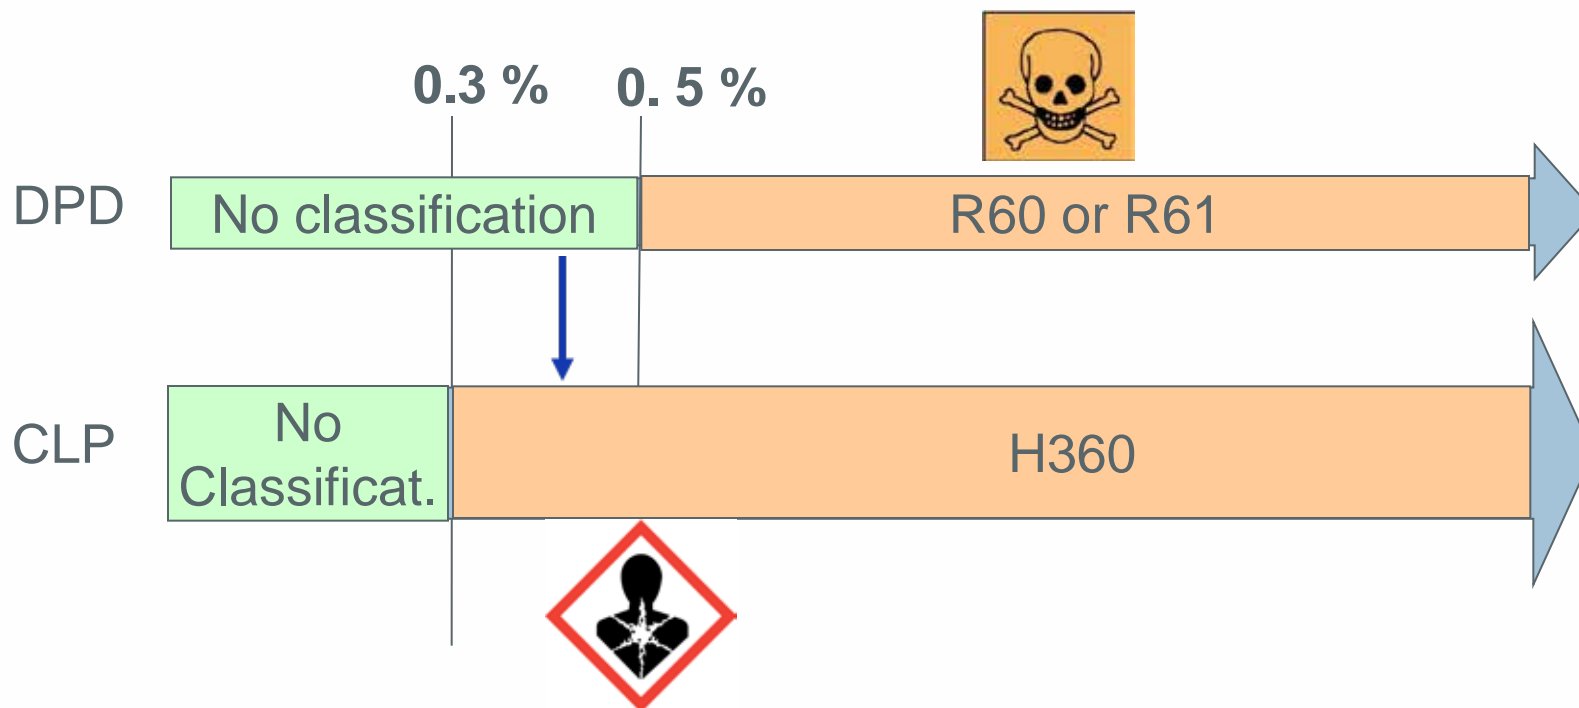 0.3 %
0. 5 %
DPD
No classification
R60 or R61
CLP
No
Classificat.
H360